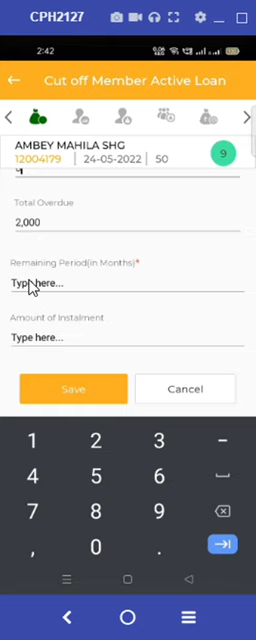 CPH2127
2:42
Cut off Member Active Loan
AMBEY MAHILA SHG
12004179 | 24-05-2022 | 50
9
Total Overdue
2,000
Remaining Period(in Months)*
Type here...
Amount of Instalment
Type here...
Save Cancel
1 2 3 -
4 5 6
7 8 9
, 0 .